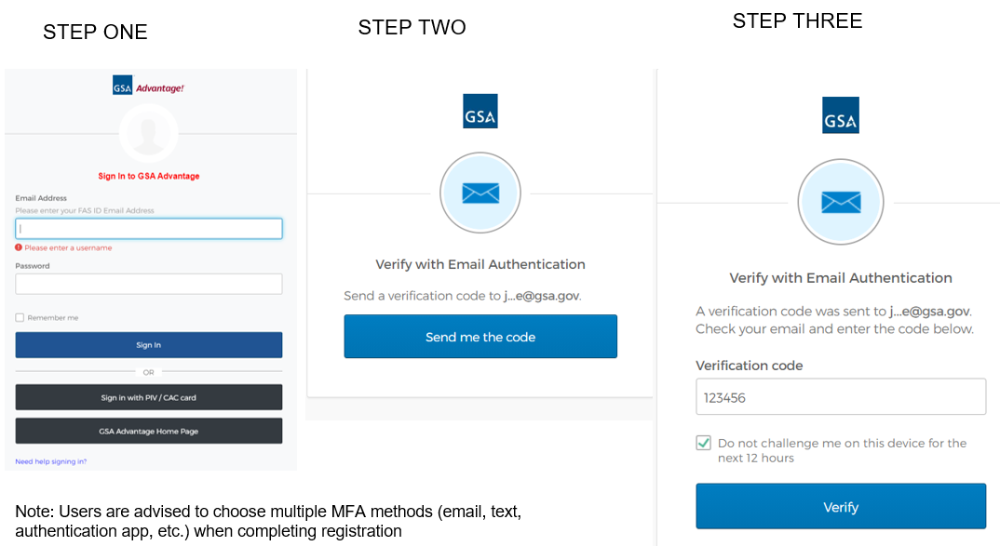 STEP ONE
GSA Advantage!
Sign In to GSA Advantage
Email Address
Please enter your FAS ID Email Address
Please enter a username
Password
Remember me
Sign In
OR
Sign in with PIV / CAC card
GSA Advantage Home Page
Need help signing in?
STEP TWO
GSA
Verify with Email Authentication
Send a verification code to j...e@gsa.gov.
Send me the code
STEP THREE
GSA
Verify with Email Authentication
A verification code was sent to j...e@gsa.gov.
Check your email and enter the code below.
Verification code
123456
Do not challenge me on this device for the
next 12 hours
Verify
Note: Users are advised to choose multiple MFA methods (email, text,
authentication app, etc.) when completing registration